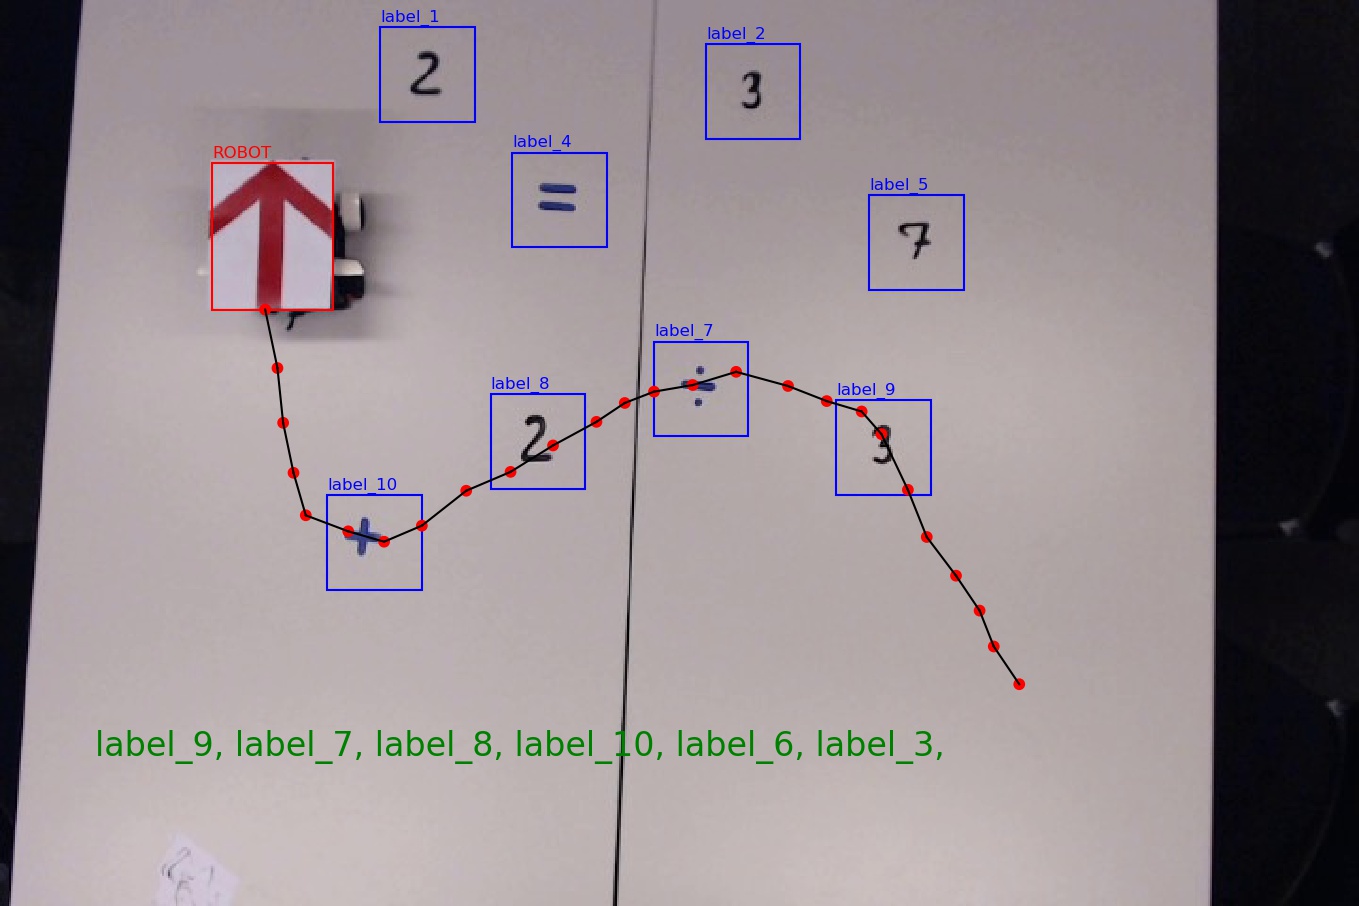 label_1
2
label_2
3
label_4
=
ROBOT
label_5
7
label_7
÷
label_8
2
label_9
3
label_10
+
label_9, label_7, label_8, label_10, label_6, label_3,